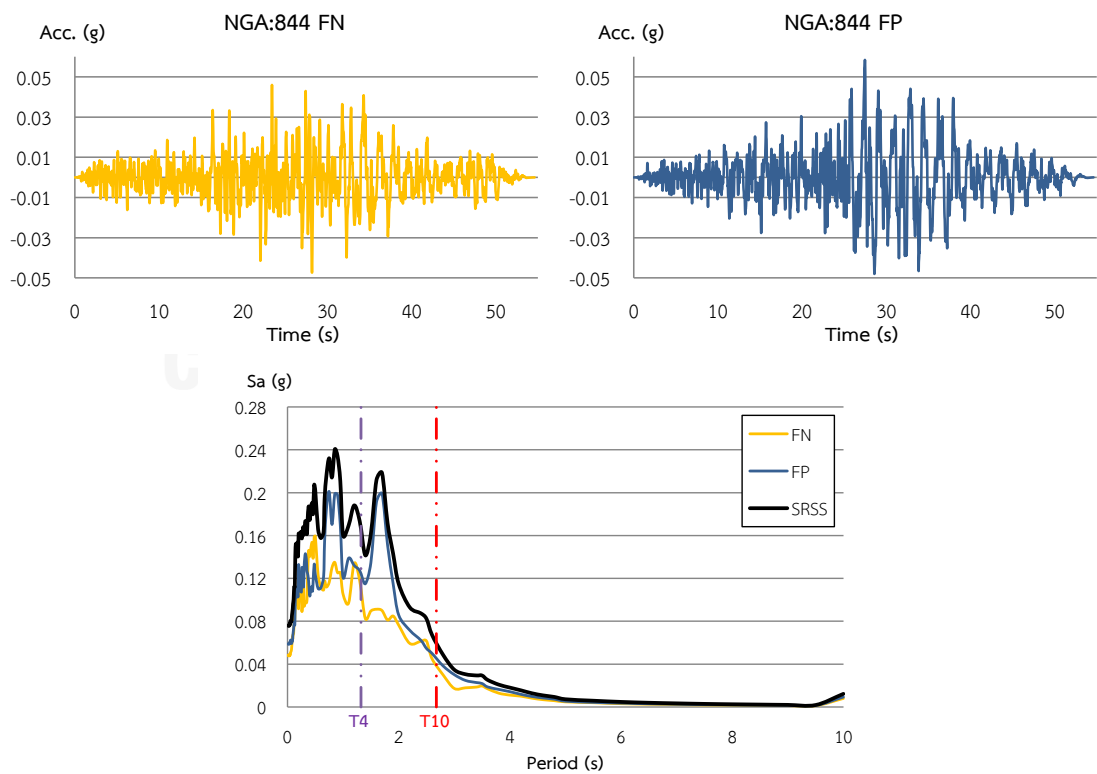 NGA:844 FN
Acc. (g)
0.05
0.03
0.01
-0.01
-0.03
-0.05
0 10 20 30 40 50
Time (s)
NGA:844 FP
Acc. (g)
0.05
0.03
0.01
-0.01
-0.03
-0.05
0 10 20 30 40 50
Time (s)
Sa (g)
0.28
0.24
0.2
0.16
0.12
0.08
0.04
0
FN
FP
SRSS
T4 T10
0 2 4 6 8 10
Period (s)